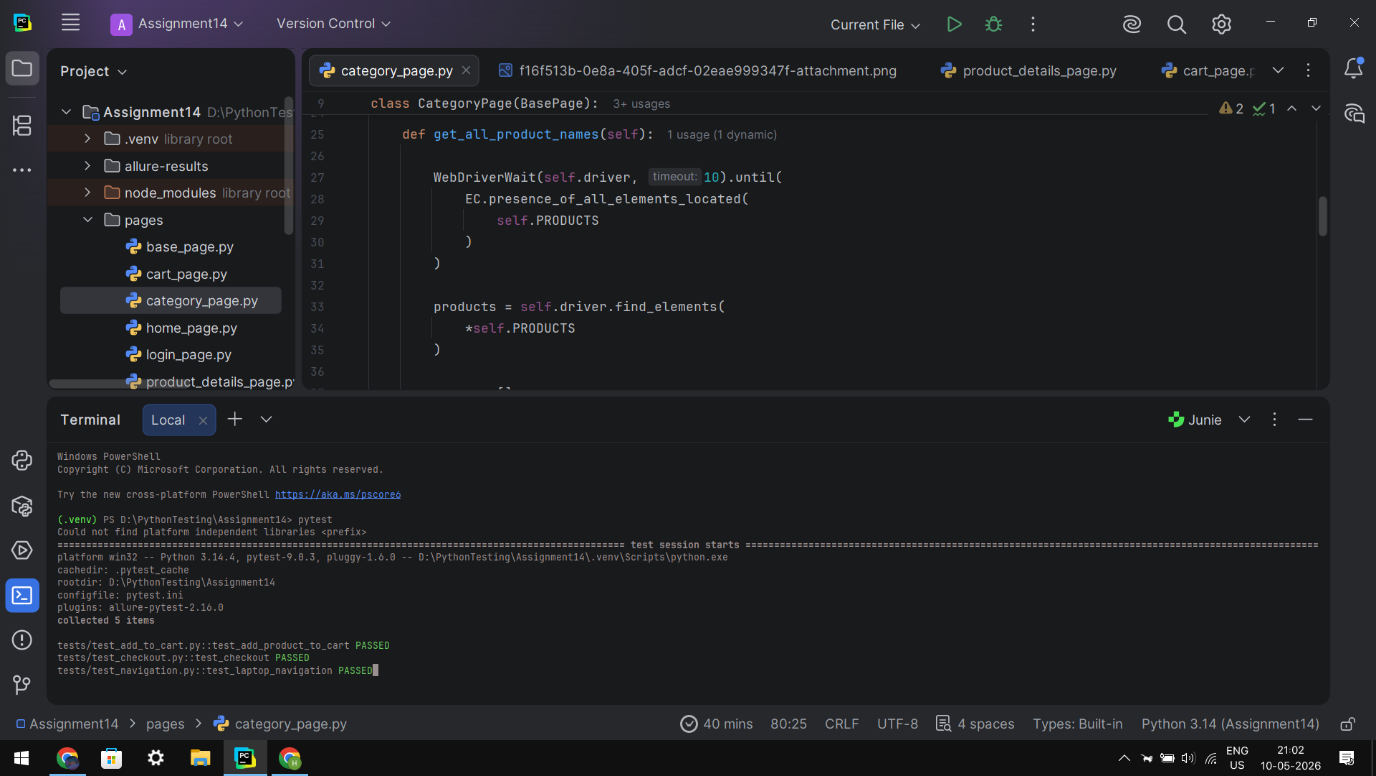 PC
A Assignment14
Version Control
Current File
Project
Assignment14 D:\PythonTes
.venv library root
allure-results
node_modules library root
pages
base_page.py
cart_page.py
category_page.py
home_page.py
login_page.py
product_details_page.py
category_page.py
f16f513b-0e8a-405f-adcf-02eae999347f-attachment.png
product_details_page.py
cart_page.p
9 class CategoryPage(BasePage): 3+ usages
2 1
25 def get_all_product_names(self): 1 usage (1 dynamic)
26
27 WebDriverWait(self.driver, timeout: 10).until(
28 EC.presence_of_all_elements_located(
29 self.PRODUCTS
30 )
31 )
32
33 products = self.driver.find_elements(
34 *self.PRODUCTS
35 )
36
Terminal Local Junie
Windows PowerShell
Copyright (C) Microsoft Corporation. All rights reserved.
Try the new cross-platform PowerShell https://aka.ms/pscore6
(.venv) PS D:\PythonTesting\Assignment14> pytest
Could not find platform independent libraries <prefix>
test session starts
platform win32 -- Python 3.14.4, pytest-9.0.3, pluggy-1.6.0 -- D:\PythonTesting\Assignment14\.venv\Scripts\python.exe
cachedir: .pytest_cache
rootdir: D:\PythonTesting\Assignment14
configfile: pytest.ini
plugins: allure-pytest-2.16.0
collected 5 items
tests/test_add_to_cart.py::test_add_product_to_cart PASSED
tests/test_checkout.py::test_checkout PASSED
tests/test_navigation.py::test_laptop_navigation PASSED
Assignment14 > pages > category_page.py
40 mins 80:25 CRLF UTF-8 4 spaces Types: Built-in Python 3.14 (Assignment14)
ENG
US
21:02
10-05-2026